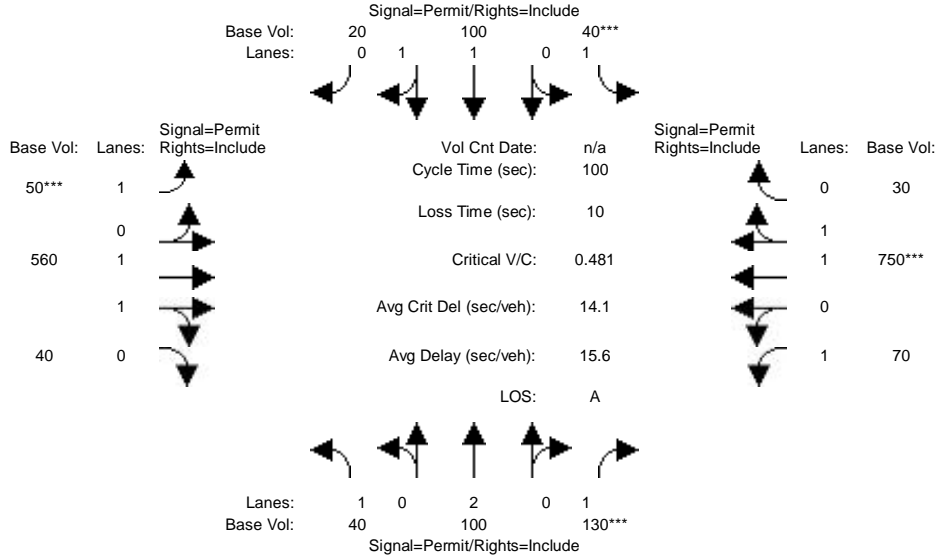 Signal=Permit/Rights=Include
Base Vol: 20 100 40***
Lanes: 0 1 1 0 1
Signal=Permit Signal=Permit
Base Vol: Lanes: Rights=Include Vol Cnt Date: n/a Rights=Include Lanes: Base Vol:
Cycle Time (sec): 100
50*** 1 0 30
Loss Time (sec): 10
0 1
560 1 Critical V/C: 0.481 1 750***
1 Avg Crit Del (sec/veh): 14.1 0
40 0 Avg Delay (sec/veh): 15.6 1 70
LOS: A
Lanes: 1 0 2 0 1
Base Vol: 40 100 130***
Signal=Permit/Rights=Include